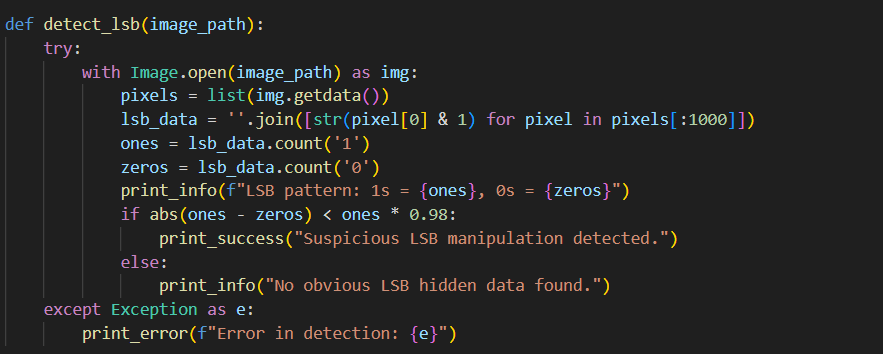 def detect_lsb(image_path):
    try:
        with Image.open(image_path) as img:
            pixels = list(img.getdata())
            lsb_data = ''.join([str(pixel[0] & 1) for pixel in pixels[:1000]])
            ones = lsb_data.count('1')
            zeros = lsb_data.count('0')
            print_info(f"LSB pattern: 1s = {ones}, 0s = {zeros}")
            if abs(ones - zeros) < ones * 0.98:
                print_success("Suspicious LSB manipulation detected.")
            else:
                print_info("No obvious LSB hidden data found.")
    except Exception as e:
        print_error(f"Error in detection: {e}")